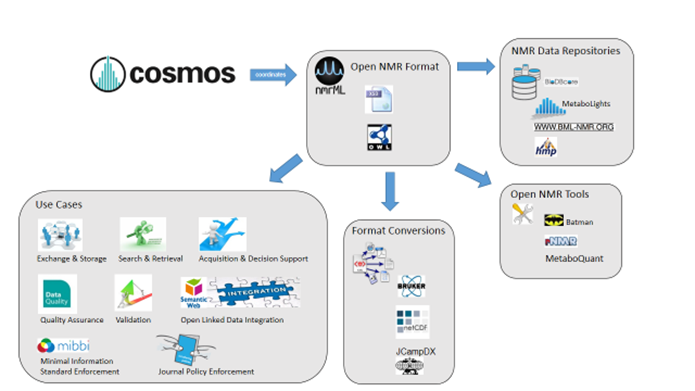 cosmos
coordinates
nmrML
Open NMR Format
OWL
NMR Data Repositories
BioDBcore
MetaboLights
WWW.BML-NMR.ORG
hmp
Open NMR Tools
Batman
rNMR
MetaboQuant
Use Cases
Exchange & Storage
Search & Retrieval
Acquisition & Decision Support
Data
Quality
Semantic
Web
INTEGRATION
Quality Assurance
Validation
Open Linked Data Integration
mibbi
Minimal Information
Standard Enforcement
Journal Policy Enforcement
Format Conversions
BRUKER
netCDF
JCampDX